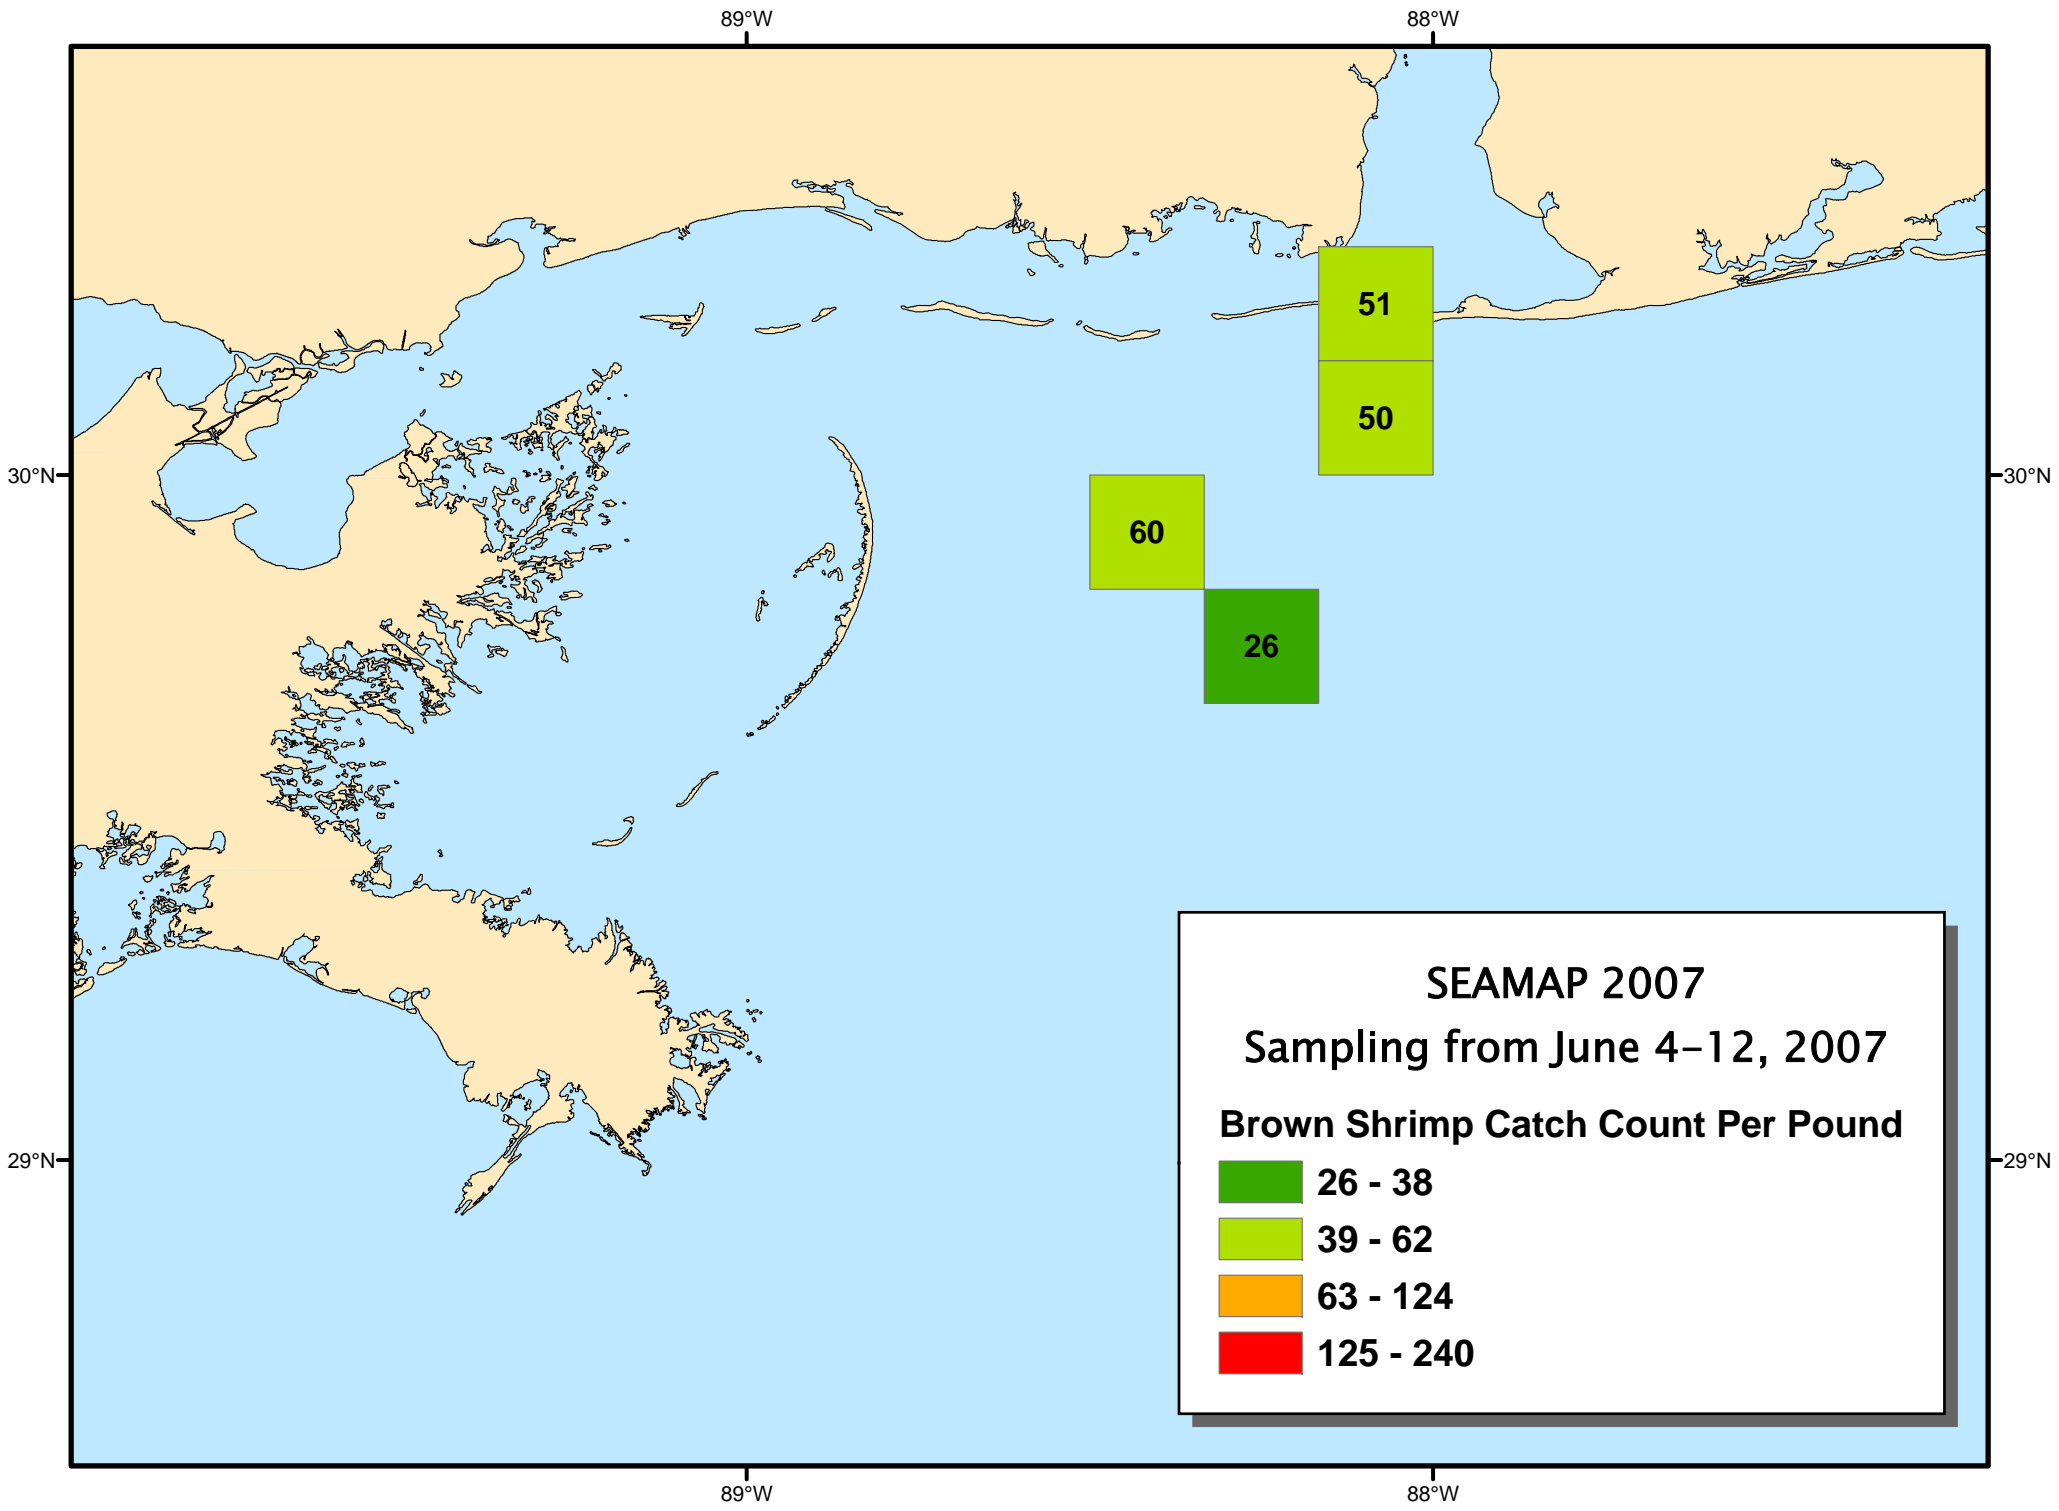 89°W
88°W
51
50
30°N
30°N
60
26
SEAMAP 2007
Sampling from June 4-12, 2007
Brown Shrimp Catch Count Per Pound
26 - 38
29°N
29°N
39 - 62
63 - 124
125 - 240
89°W
88°W